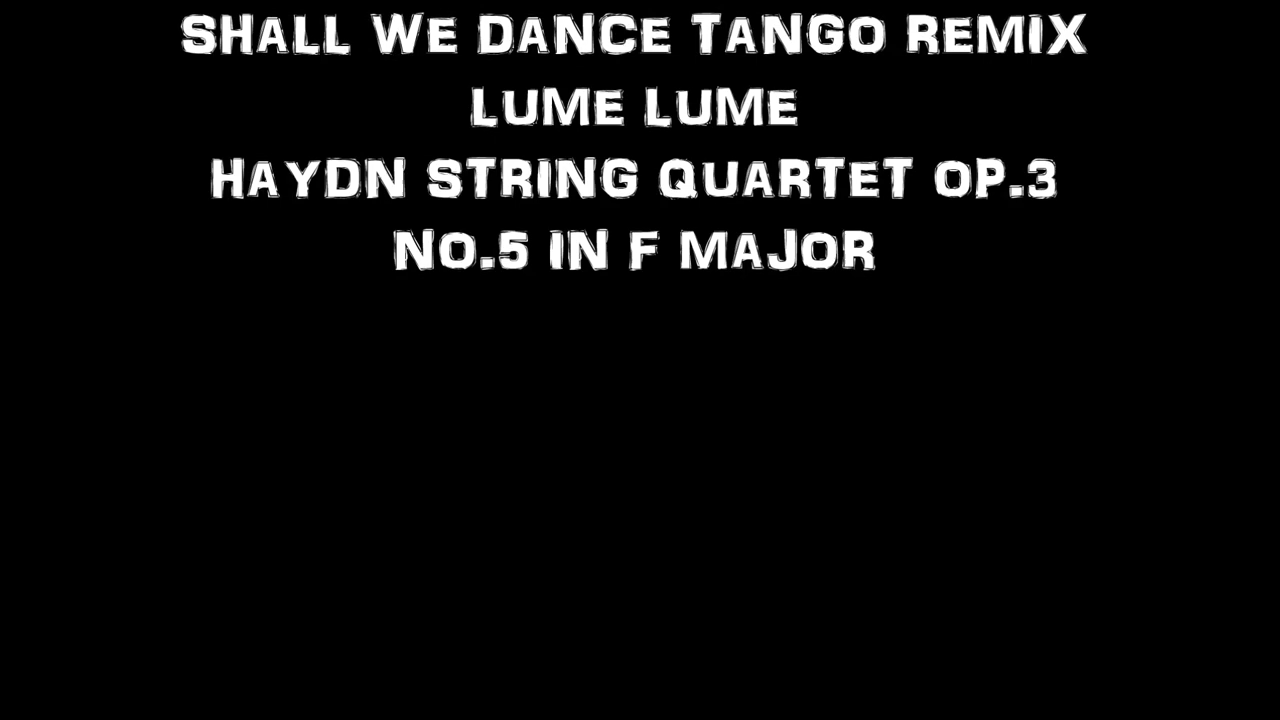 SHALL WE DANCE TANGO REMIX
LUME LUME
HAYDN STRING QUARTET OP.3
NO.5 IN F MAJOR